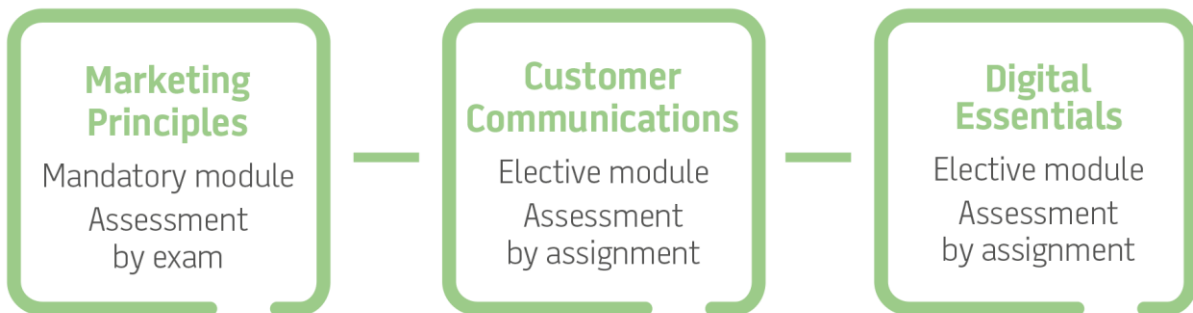 Marketing
Principles
Mandatory module
Assessment
by exam
Customer
Communications
Elective module
Assessment
by assignment
Digital
Essentials
Elective module
Assessment
by assignment